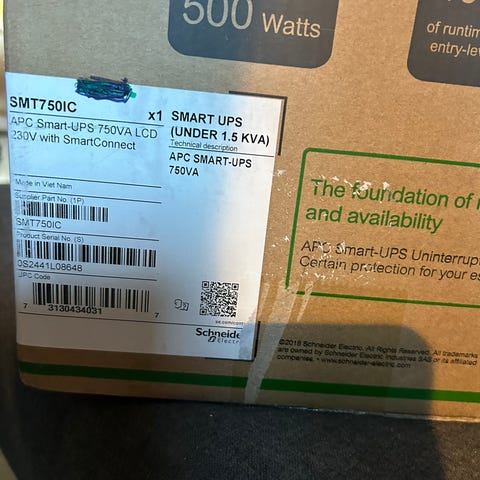 500 Watts
of runtim
entry-le
SMT750IC x1
APC Smart-UPS 750VA LCD
230V with SmartConnect
Made in Viet Nam
Supplier Part No. (1P)
SMT750IC
Product Serial No. (S)
UPC Code
7 3130434031 7
SMART UPS
(UNDER 1.5 KVA)
Technical description
APC SMART-UPS
750VA
Schneide
Electri
The foundation of
and availability
APC Smart-UPS Uninterrup
Certain protection for your es
©2018 Schneider Electric. All Rights Reserved. All trademarks
are owned by Schneider Electric Industries SAS or its affiliated
companies. • www.schneider-electric.com